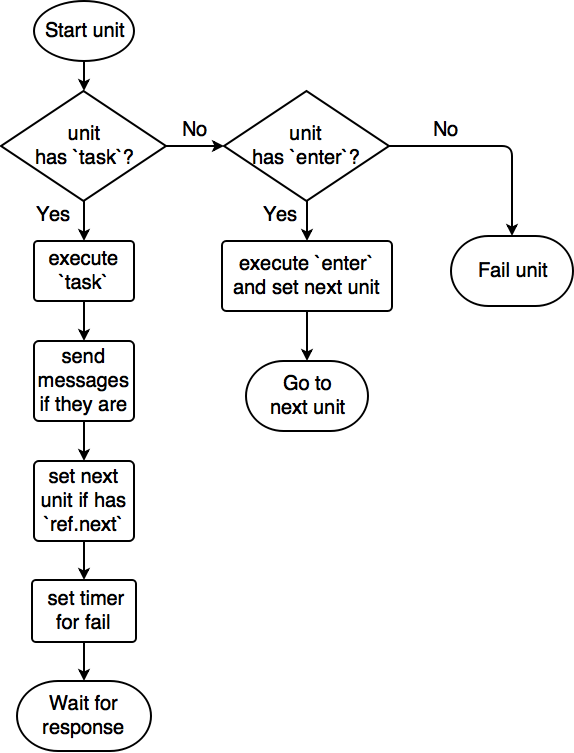 Start unit
unit
has `task`?
No
unit
has `enter`?
No
Yes
Yes
execute
`task`
execute `enter`
and set next unit
Fail unit
send
messages
if they are
Go to
next unit
set next
unit if has
`ref.next`
set timer
for fail
Wait for
response